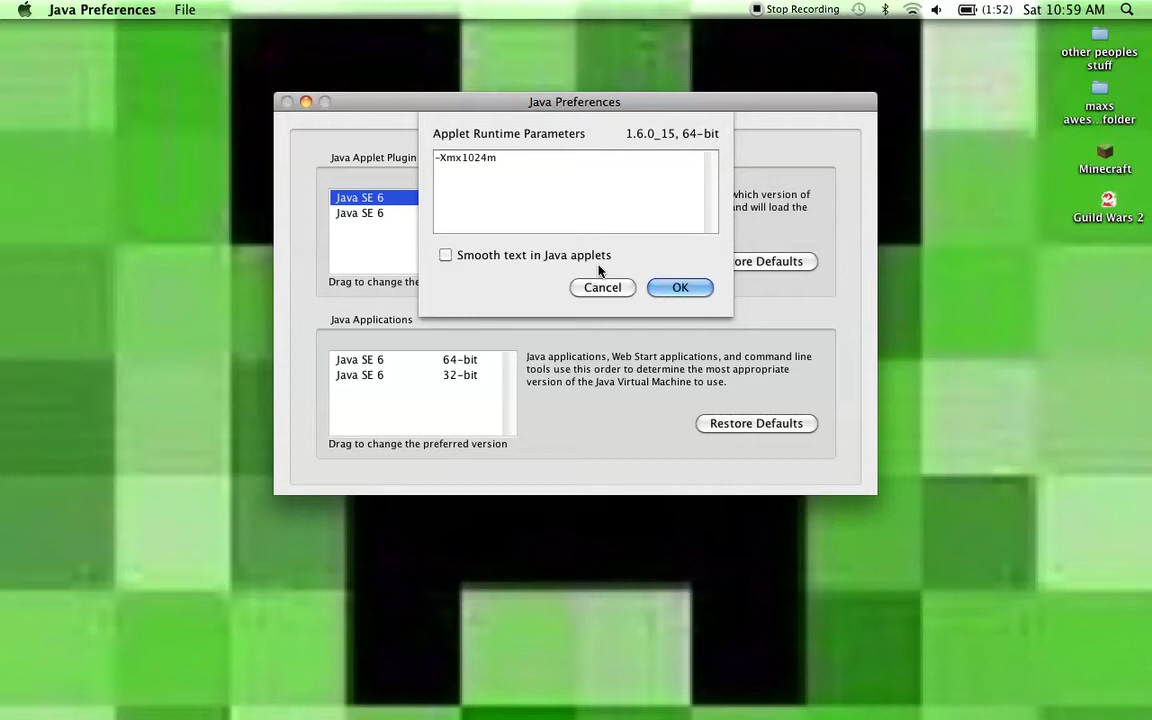 Java Preferences File
Stop Recording (1:52) Sat 10:59 AM
other peoples
stuff
maxs
awes...folder
Minecraft
Guild Wars 2
Java Preferences
Applet Runtime Parameters 1.6.0_15, 64-bit
-Xmx1024m
Smooth text in Java applets
Cancel OK
Java Applet Plugin
Java SE 6
Java SE 6
which version of
and will load the
ore Defaults
Drag to change the
Java Applications
Java SE 6 64-bit
Java SE 6 32-bit
Java applications, Web Start applications, and command line
tools use this order to determine the most appropriate
version of the Java Virtual Machine to use.
Restore Defaults
Drag to change the preferred version